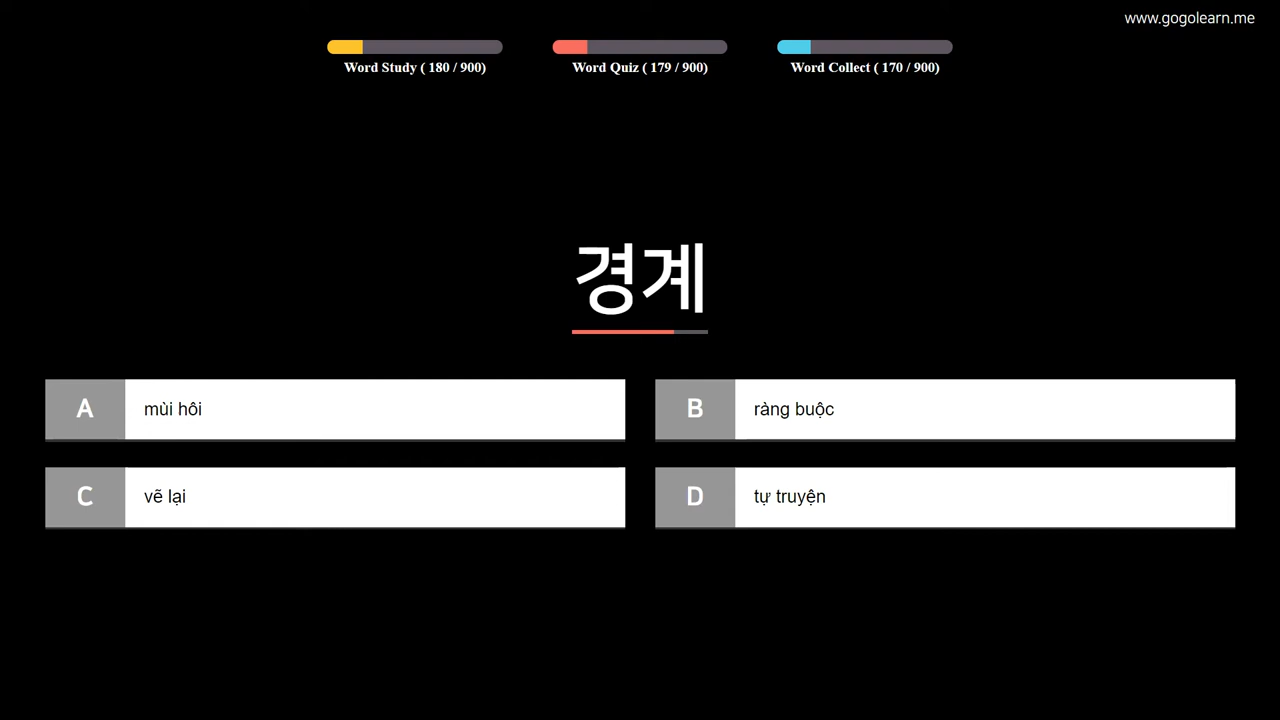 www.gogolearn.me
Word Study ( 180 / 900)
Word Quiz ( 179 / 900)
Word Collect ( 170 / 900)
경계
A mùi hôi
B ràng buộc
C vẽ lại
D tự truyện